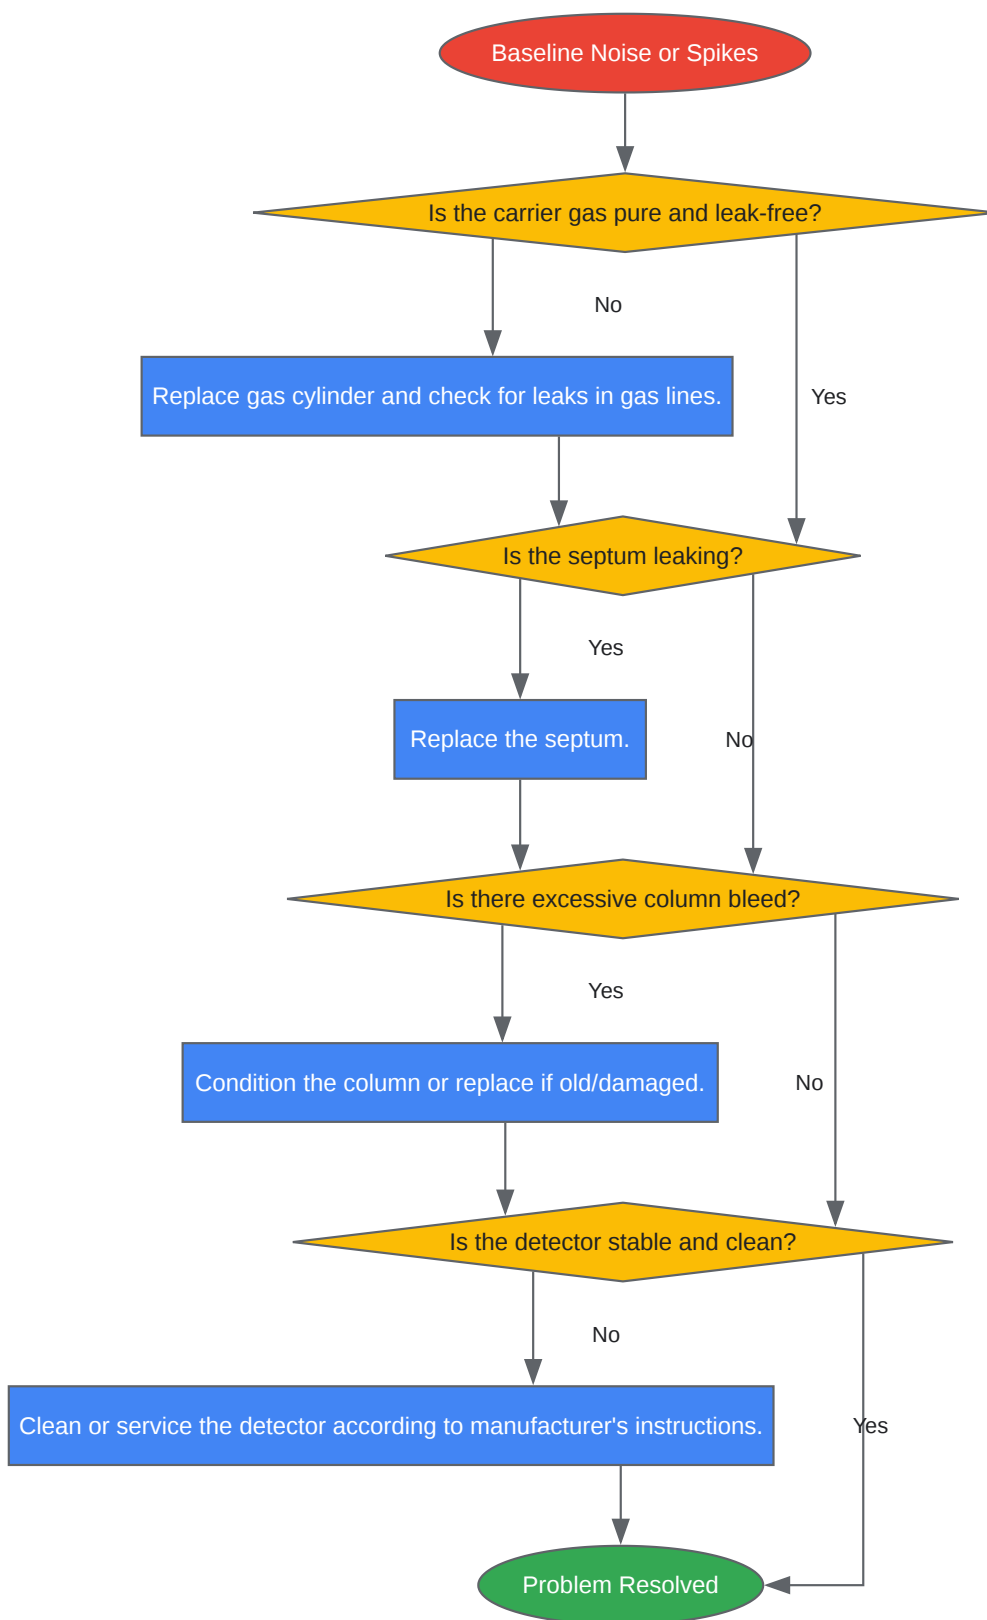 Baseline Noise or Spikes
Is the carrier gas pure and leak-free?
No
Replace gas cylinder and check for leaks in gas lines.
Yes
Is the septum leaking?
Yes
Replace the septum.
No
Is there excessive column bleed?
Yes
Condition the column or replace if old/damaged.
No
Is the detector stable and clean?
No
Clean or service the detector according to manufacturer's instructions.
Yes
Problem Resolved